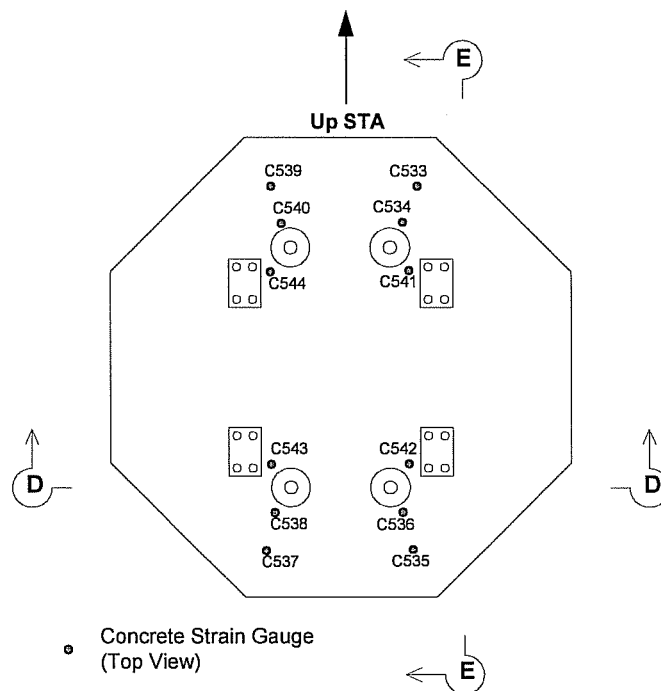 E
Up STA
C539
C533
C540
C534
C544
C541
C543
C542
D
D
C538
C536
C537
C535
Concrete Strain Gauge
(Top View)
E